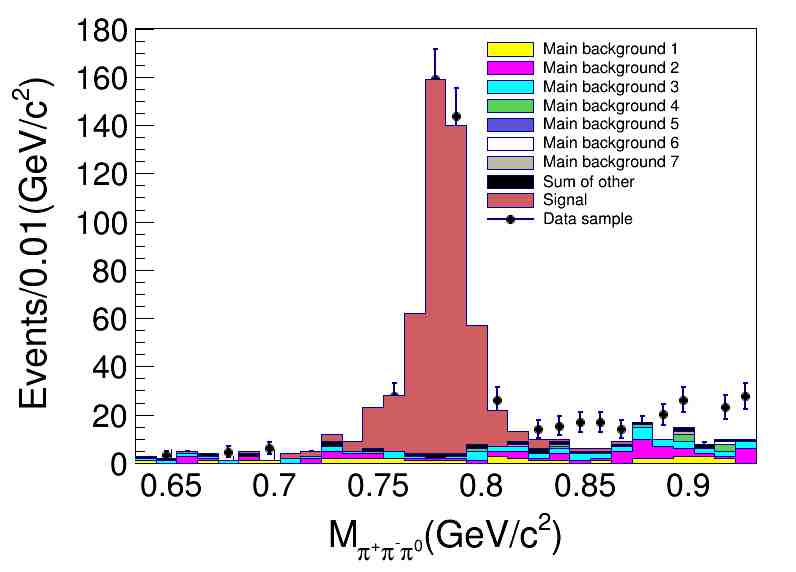 180
160
140
120
100
80
60
40
20
0
Events/0.01(GeV/c²)
Main background 1
Main background 2
Main background 3
Main background 4
Main background 5
Main background 6
Main background 7
Sum of other
Signal
Data sample
0.65 0.7 0.75 0.8 0.85 0.9
M_π⁺π⁻π⁰(GeV/c²)